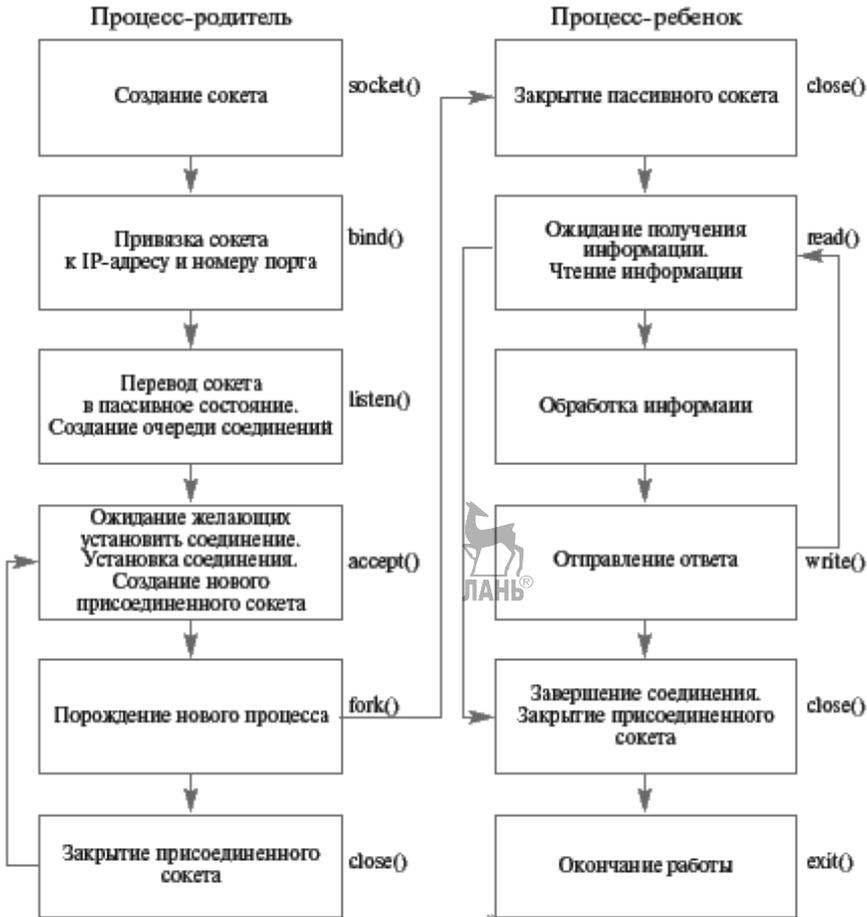 Процесс-родитель
Создание сокета
socket()
Привязка сокета
к IP-адресу и номеру порта
bind()
Перевод сокета
в пассивное состояние.
Создание очереди соединений
listen()
Ожидание желающих
установить соединение.
Установка соединения.
Создание нового
присоединенного сокета
accept()
Порождение нового процесса
fork()
Закрытие присоединенного
сокета
close()
Процесс-ребенок
Закрытие пассивного сокета
close()
Ожидание получения
информации.
Чтение информации
read()
Обработка информаии
Отправление ответа
write()
ЛАНЬ®
Завершение соединения.
Закрытие присоединенного
сокета
close()
Окончание работы
exit()